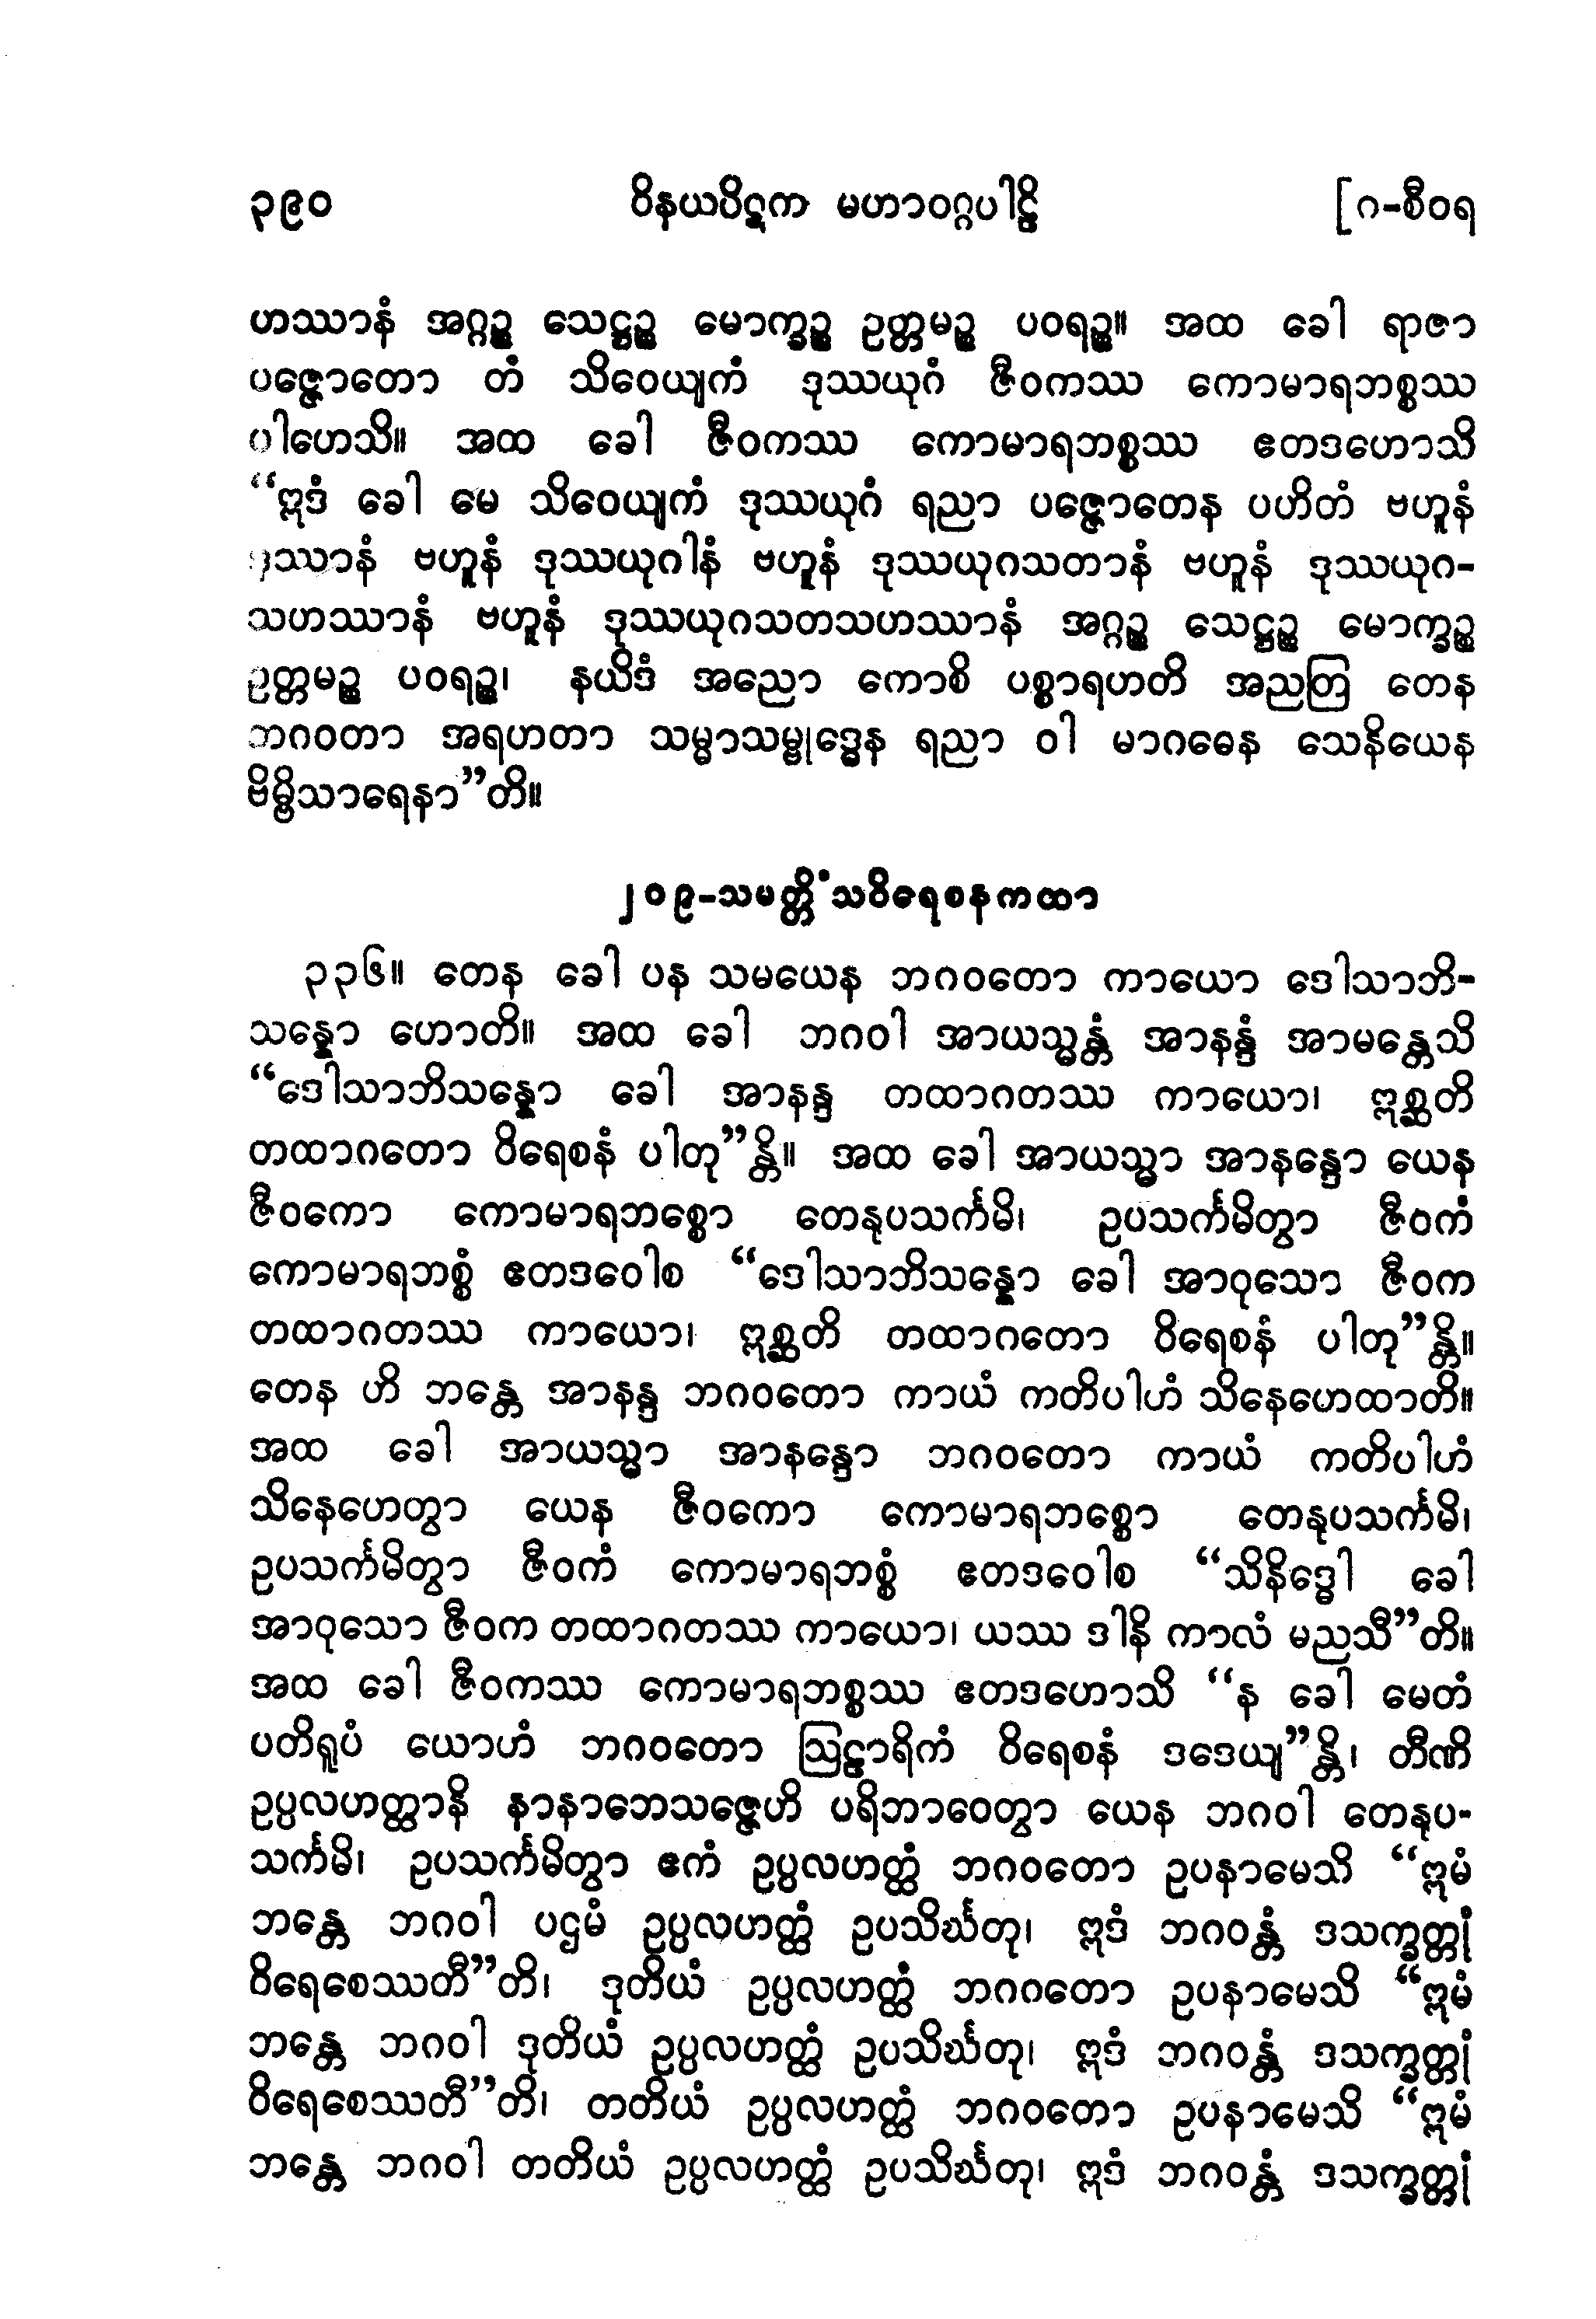 ၃၉၀ ဝိနယပိဋက မဟာဝဂ္ဂပါဠိ [ဂ-စီဝရ
ဟဿာနံ အဂ္ဂဉ္စ သေဋ္ဌဉ္စ မောက္ခဉ္စ ဥတ္တမဉ္စ ပဝရဉ္စ။ အထ ခေါ ရာဇာ
ပဇ္ဇောတော တံ သိဝေယျကံ ဒုဿယုဂံ ဇီဝကဿ ကောမာရဘစ္စဿ
ပါဟေသိ။ အထ ခေါ ဇီဝကဿ ကောမာရဘစ္စဿ ဧတဒဟောသိ
“ဣဒံ ခေါ မေ သိဝေယျကံ ဒုဿယုဂံ ရညာ ပဇ္ဇောတေန ပဟိတံ ဗဟူနံ
ဒုဿာနံ ဗဟူနံ ဒုဿယုဂါနံ ဗဟူနံ ဒုဿယုဂသတာနံ ဗဟူနံ ဒုဿယုဂ-
သဟဿာနံ ဗဟူနံ ဒုဿယုဂသတသဟဿာနံ အဂ္ဂဉ္စ သေဋ္ဌဉ္စ မောက္ခဉ္စ
ဥတ္တမဉ္စ ပဝရဉ္စ၊ နယိဒံ အညော ကောစိ ပစ္စာရဟတိ အညတြ တေန
ဘဂဝတာ အရဟတာ သမ္မာသမ္ဗုဒ္ဓေန ရညာ ဝါ မာဂဓေန သေနိယေန
ဗိမ္ဗိသာရေနာ”တိ။
၂၀၉-သမတ္တိံသဝိရေစနကထာ
၃၃၆။ တေန ခေါ ပန သမယေန ဘဂဝတော ကာယော ဒေါသာဘိ-
သန္နော ဟောတိ။ အထ ခေါ ဘဂဝါ အာယသ္မန္တံ အာနန္ဒံ အာမန္တေသိ
“ဒေါသာဘိသန္နော ခေါ အာနန္ဒ တထာဂတဿ ကာယော၊ ဣစ္ဆတိ
တထာဂတော ဝိရေစနံ ပါတု”န္တိ။ အထ ခေါ အာယသ္မာ အာနန္ဒော ယေန
ဇီဝကော ကောမာရဘစ္စော တေနုပသင်္ကမိ၊ ဥပသင်္ကမိတွာ ဇီဝကံ
ကောမာရဘစ္စံ ဧတဒဝေါစ “ဒေါသာဘိသန္နော ခေါ အာဝုသော ဇီဝက
တထာဂတဿ ကာယော၊ ဣစ္ဆတိ တထာဂတော ဝိရေစနံ ပါတု”န္တိ။
တေန ဟိ ဘန္တေ အာနန္ဒ ဘဂဝတော ကာယံ ကတိပါဟံ သိနေဟေထာတိ။
အထ ခေါ အာယသ္မာ အာနန္ဒော ဘဂဝတော ကာယံ ကတိပါဟံ
သိနေဟေတွာ ယေန ဇီဝကော ကောမာရဘစ္စော တေနုပသင်္ကမိ၊
ဥပသင်္ကမိတွာ ဇီဝကံ ကောမာရဘစ္စံ ဧတဒဝေါစ “သိနိဒ္ဓေါ ခေါ
အာဝုသော ဇီဝက တထာဂတဿ ကာယော၊ ယဿ ဒါနိ ကာလံ မညသီ”တိ။
အထ ခေါ ဇီဝကဿ ကောမာရဘစ္စဿ ဧတဒဟောသိ “န ခေါ မေတံ
ပတိရူပံ ယောဟံ ဘဂဝတော ဩဠာရိကံ ဝိရေစနံ ဒဒေယျ”န္တိ၊ တီဏိ
ဥပ္ပလဟတ္ထာနိ နာနာဘေသဇ္ဇေဟိ ပရိဘာဝေတွာ ယေန ဘဂဝါ တေနုပ-
သင်္ကမိ၊ ဥပသင်္ကမိတွာ ဧကံ ဥပ္ပလဟတ္ထံ ဘဂဝတော ဥပနာမေသိ “ဣမံ
ဘန္တေ ဘဂဝါ ပဌမံ ဥပ္ပလဟတ္ထံ ဥပသိင်္ဃတု၊ ဣဒံ ဘဂဝန္တံ ဒသက္ခတ္တုံ
ဝိရေစေဿတီ”တိ၊ ဒုတိယံ ဥပ္ပလဟတ္ထံ ဘဂဂတော ဥပနာမေသိ “ဣမံ
ဘန္တေ ဘဂဝါ ဒုတိယံ ဥပ္ပလဟတ္ထံ ဥပသိင်္ဃတု၊ ဣဒံ ဘဂဝန္တံ ဒသက္ခတ္တုံ
ဝိရေစေဿတီ”တိ၊ တတိယံ ဥပ္ပလဟတ္ထံ ဘဂဝတော ဥပနာမေသိ “ဣမံ
ဘန္တေ ဘဂဝါ တတိယံ ဥပ္ပလဟတ္ထံ ဥပသိင်္ဃတု၊ ဣဒံ ဘဂဝန္တံ ဒသက္ခတ္တုံ